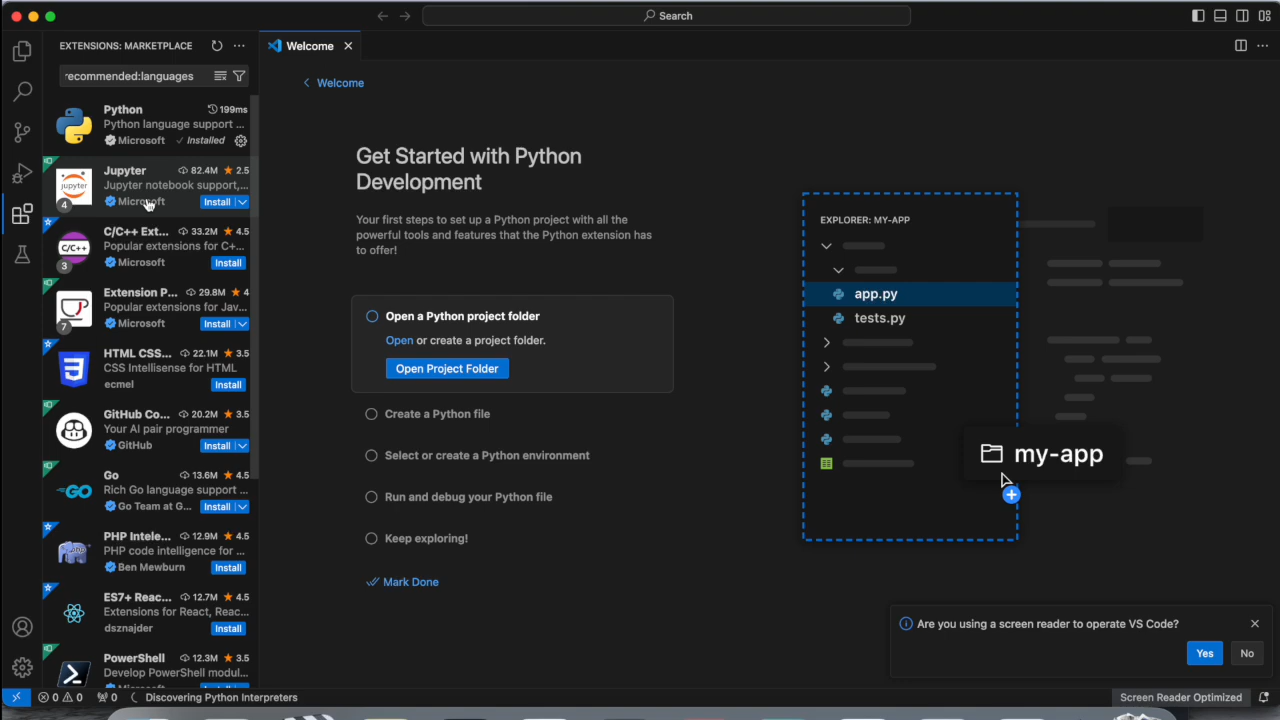 Search
EXTENSIONS: MARKETPLACE
Welcome
recommended:languages
Welcome
Python 199ms
Python language support ...
Microsoft Installed
Jupyter 82.4M 2.5
Jupyter notebook support,...
Microsoft Install
jupyter
4
C/C++ Ext... 33.2M 4.5
Popular extensions for C+...
Microsoft Install
C/C++
3
Extension P... 29.8M 4
Popular extensions for Jav...
Microsoft Install
7
HTML CSS... 22.1M 3.5
CSS Intellisense for HTML
ecmel Install
GitHub Co... 20.2M 3.5
Your AI pair programmer
GitHub Install
Go 13.6M 4.5
Rich Go language support ...
Go Team at G... Install
GO
PHP Intele... 12.9M 4.5
PHP code intelligence for ...
Ben Mewburn Install
ES7+ Reac... 12.7M 4.5
Extensions for React, Reac...
dsznajder Install
PowerShell 12.3M 3.5
Develop PowerShell modul...
Microsoft Install
Get Started with Python
Development
Your first steps to set up a Python project with all the
powerful tools and features that the Python extension has
to offer!
Open a Python project folder
Open or create a project folder.
Open Project Folder
Create a Python file
Select or create a Python environment
Run and debug your Python file
Keep exploring!
Mark Done
EXPLORER: MY-APP
app.py
tests.py
my-app
Are you using a screen reader to operate VS Code?
Yes No
0 0 0 Discovering Python Interpreters
Screen Reader Optimized